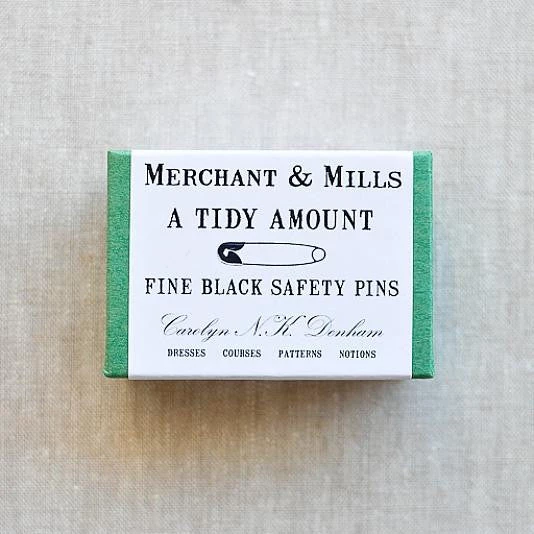 MERCHANT & MILLS
A TIDY AMOUNT
FINE BLACK SAFETY PINS
Carolyn N.K. Denham
DRESSES COURSES PATTERNS NOTIONS